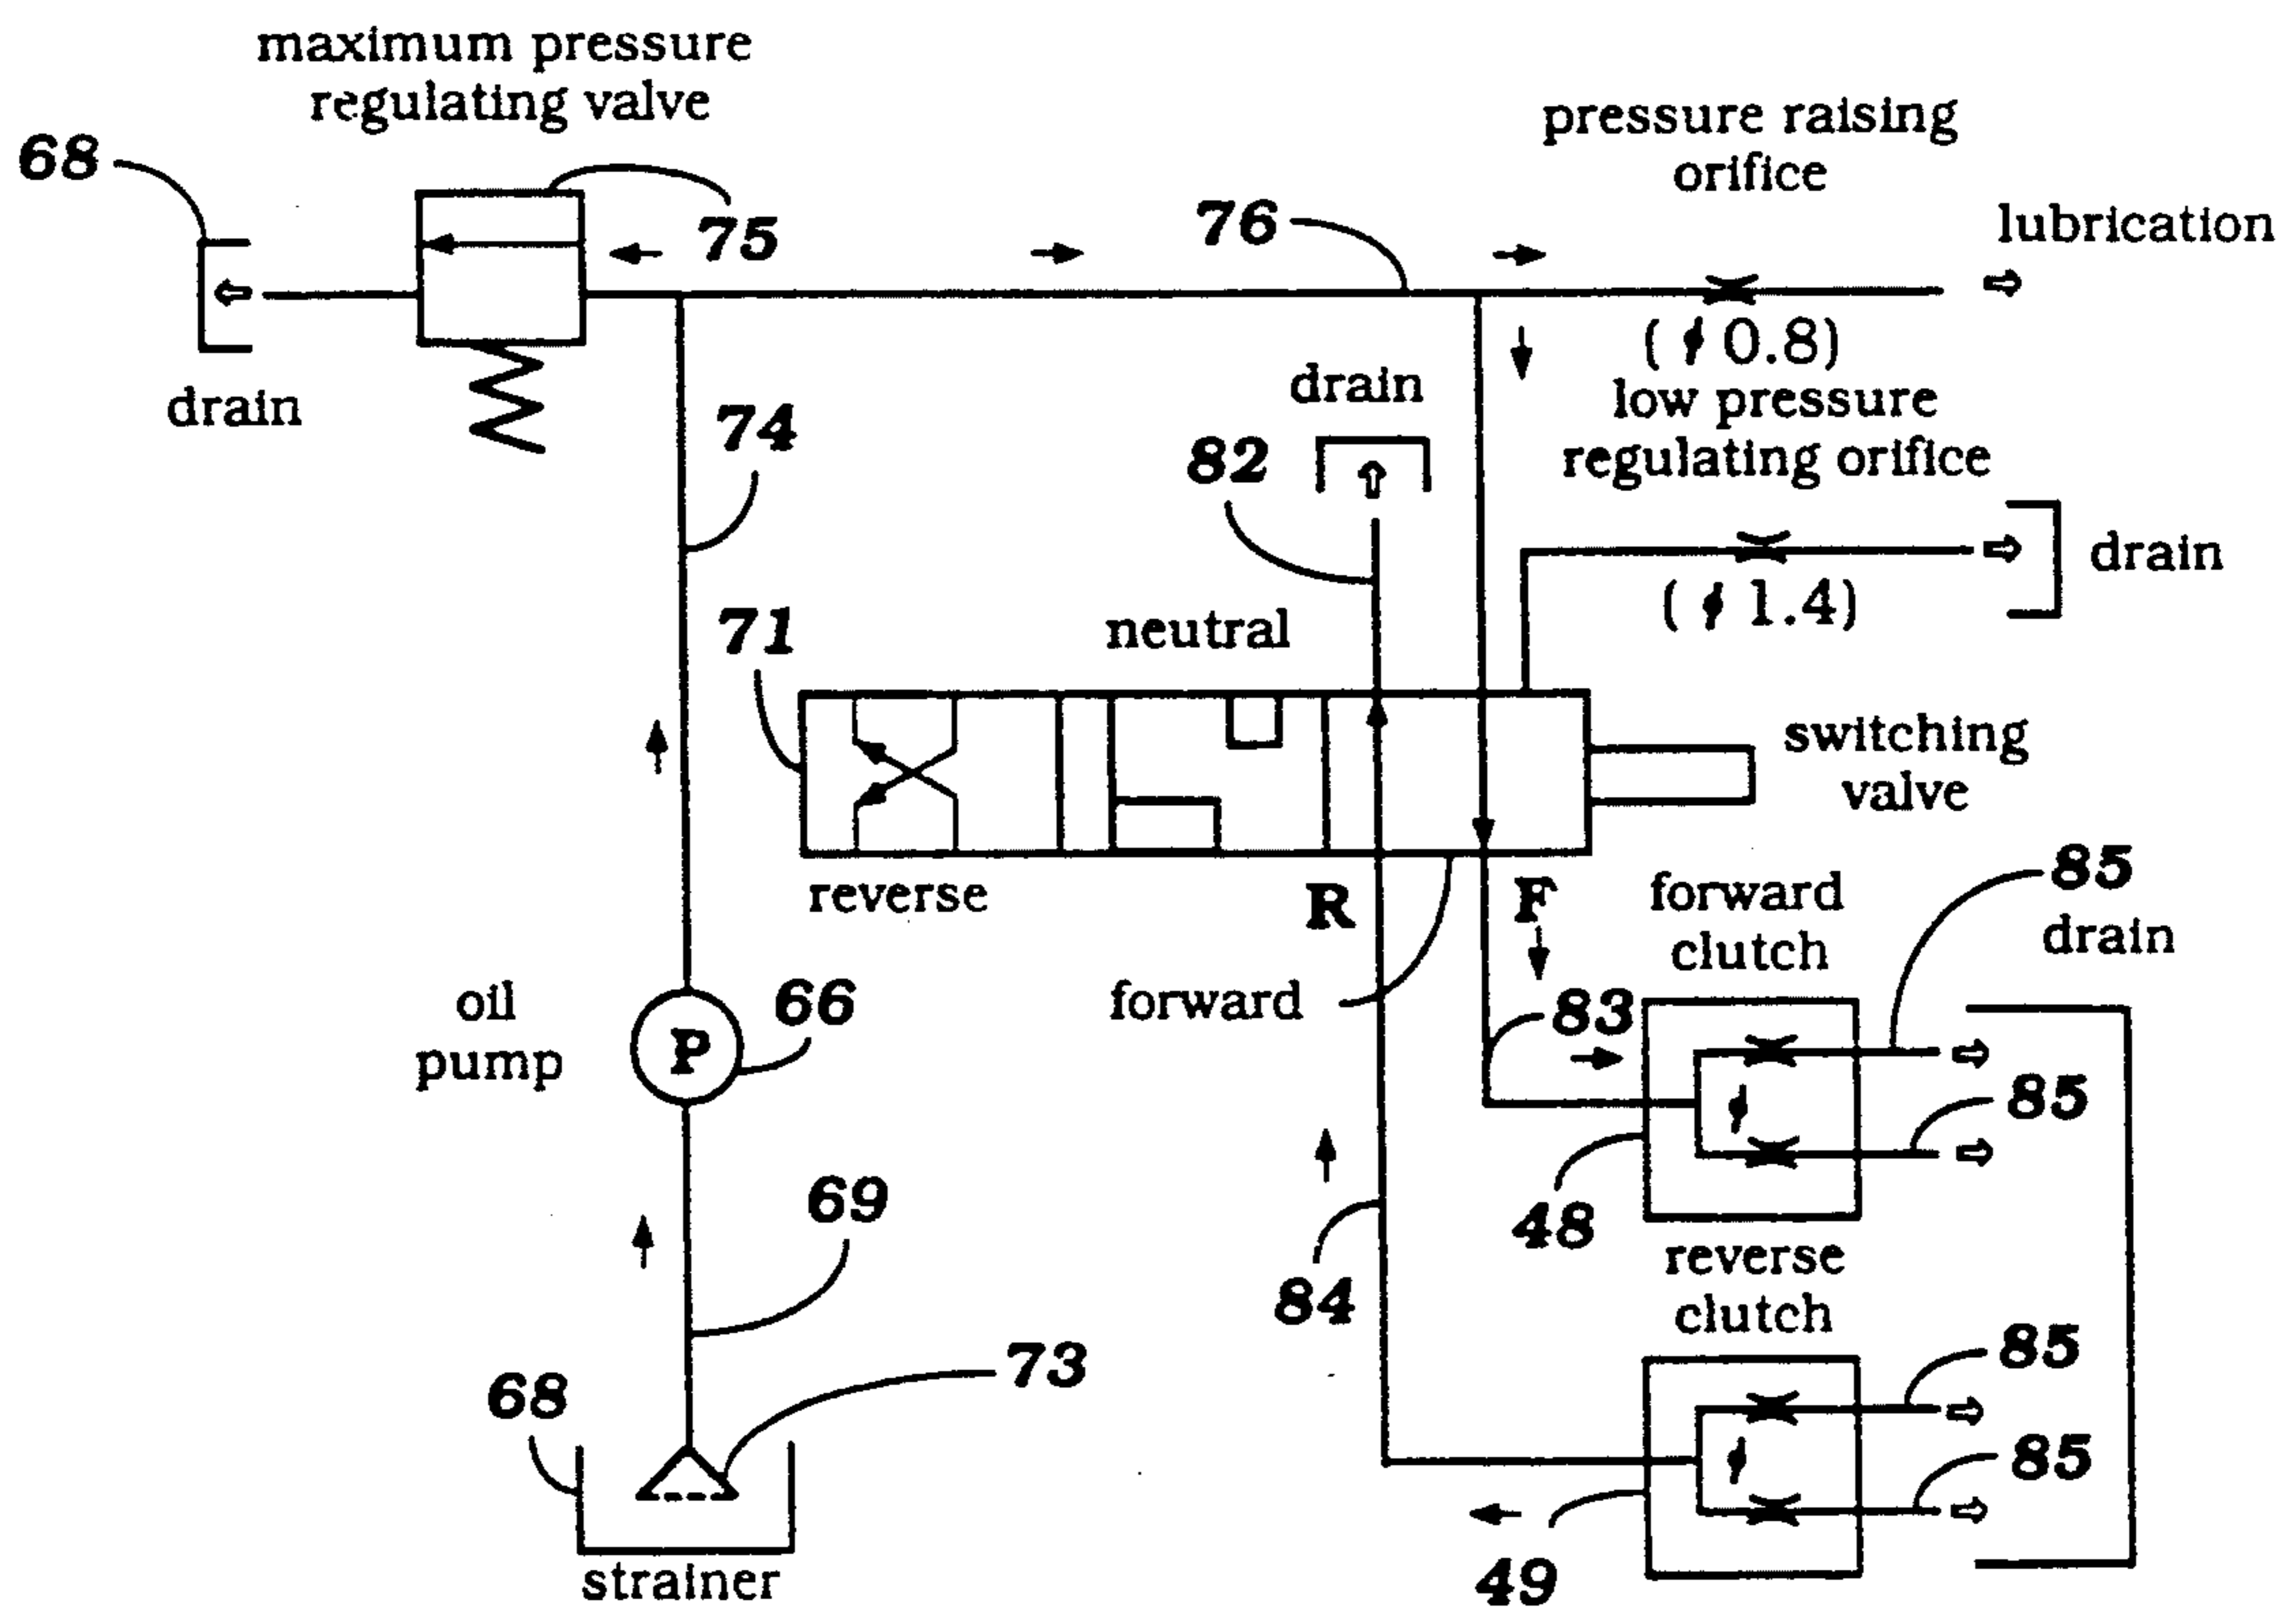 maximum pressure
regulating valve
68
75
76
pressure raising
orifice
lubrication
(⌀ 0.8)
drain
drain
low pressure
regulating orifice
74
82
drain
(⌀ 1.4)
71
neutral
switching
valve
reverse
R
F
forward
clutch
85
drain
oil
pump
P
66
forward
83
⌀
85
69
48
84
reverse
clutch
68
73
85
⌀
85
49
strainer